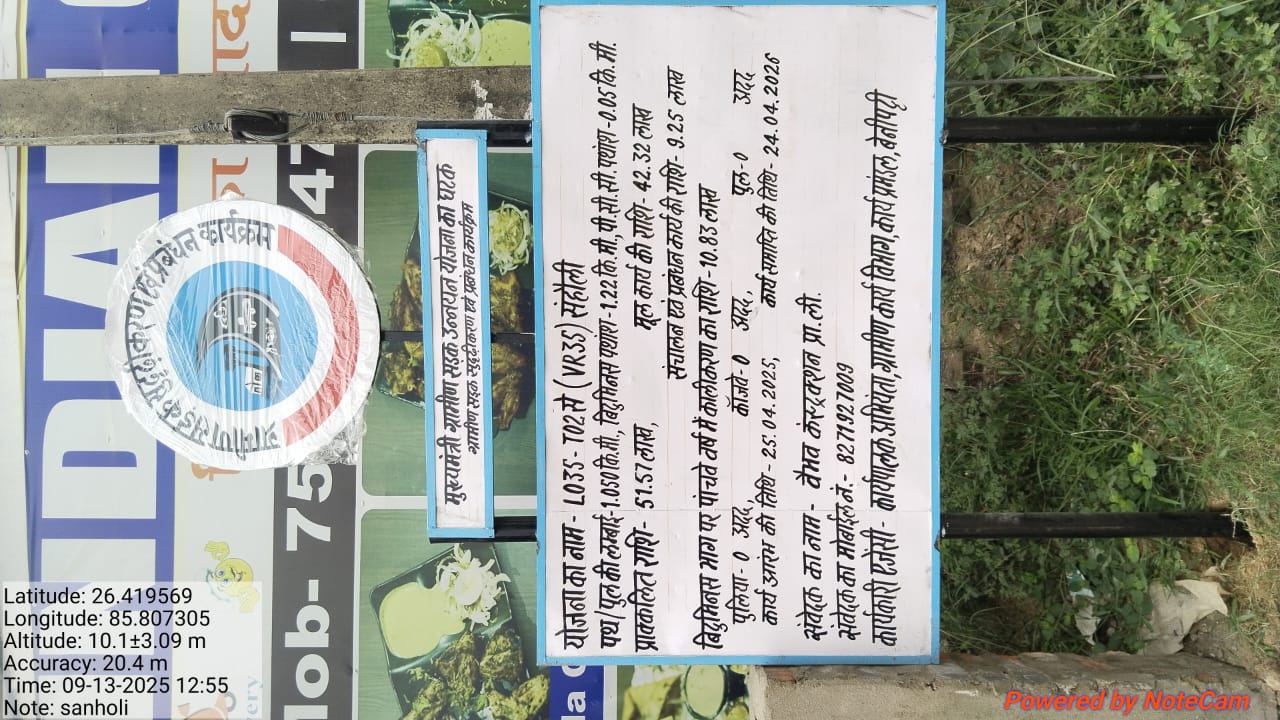 ग्रामीण सड़क सुदृढ़ीकरण एवं प्रबंधन कार्यक्रम
मुख्यमंत्री ग्रामीण सड़क उन्नयन योजना का घटक
ग्रामीण सड़क सुदृढ़ीकरण एवं प्रबंधन कार्यक्रम
योजना का नाम - L035- T02 से (VR35) संहौली
पथ/पुल की लम्बाई- 1.050 कि.मी., बिटुमिनस पथांश - 1.22 कि.मी, पी.सी.सी. पथांश -0.05 कि.मी.
प्राक्कलित राशि - 51.57 लाख, मूल कार्य की राशि - 42.32 लाख
संचालन एवं प्रबंधन कार्य की राशि- 9.25 लाख
बिटुमिनस भाग पर पांचवे वर्ष में कालीकरण का राशि - 10.83 लाख
पुलिया - 0 अदद, कॉजवे- 0 अदद, पुल- 0 अदद
कार्य आरम की तिथि - 25.04.2025, कार्य समाप्ति की तिथि - 24.04.2026
संवेदक का नाम - वैभव कंस्ट्रक्शन प्रा.ली.
संवेदक का मोबाईल नं.- 8271927009
कार्यकारी एजेंसी - कार्यपालक अभियंता, ग्रामीण कार्य विभाग, कार्य प्रमंडल, बेनीपट्टी
Mob- 75
47
Latitude: 26.419569
Longitude: 85.807305
Altitude: 10.1±3.09 m
Accuracy: 20.4 m
Time: 09-13-2025 12:55
Note: sanholi
Powered by NoteCam